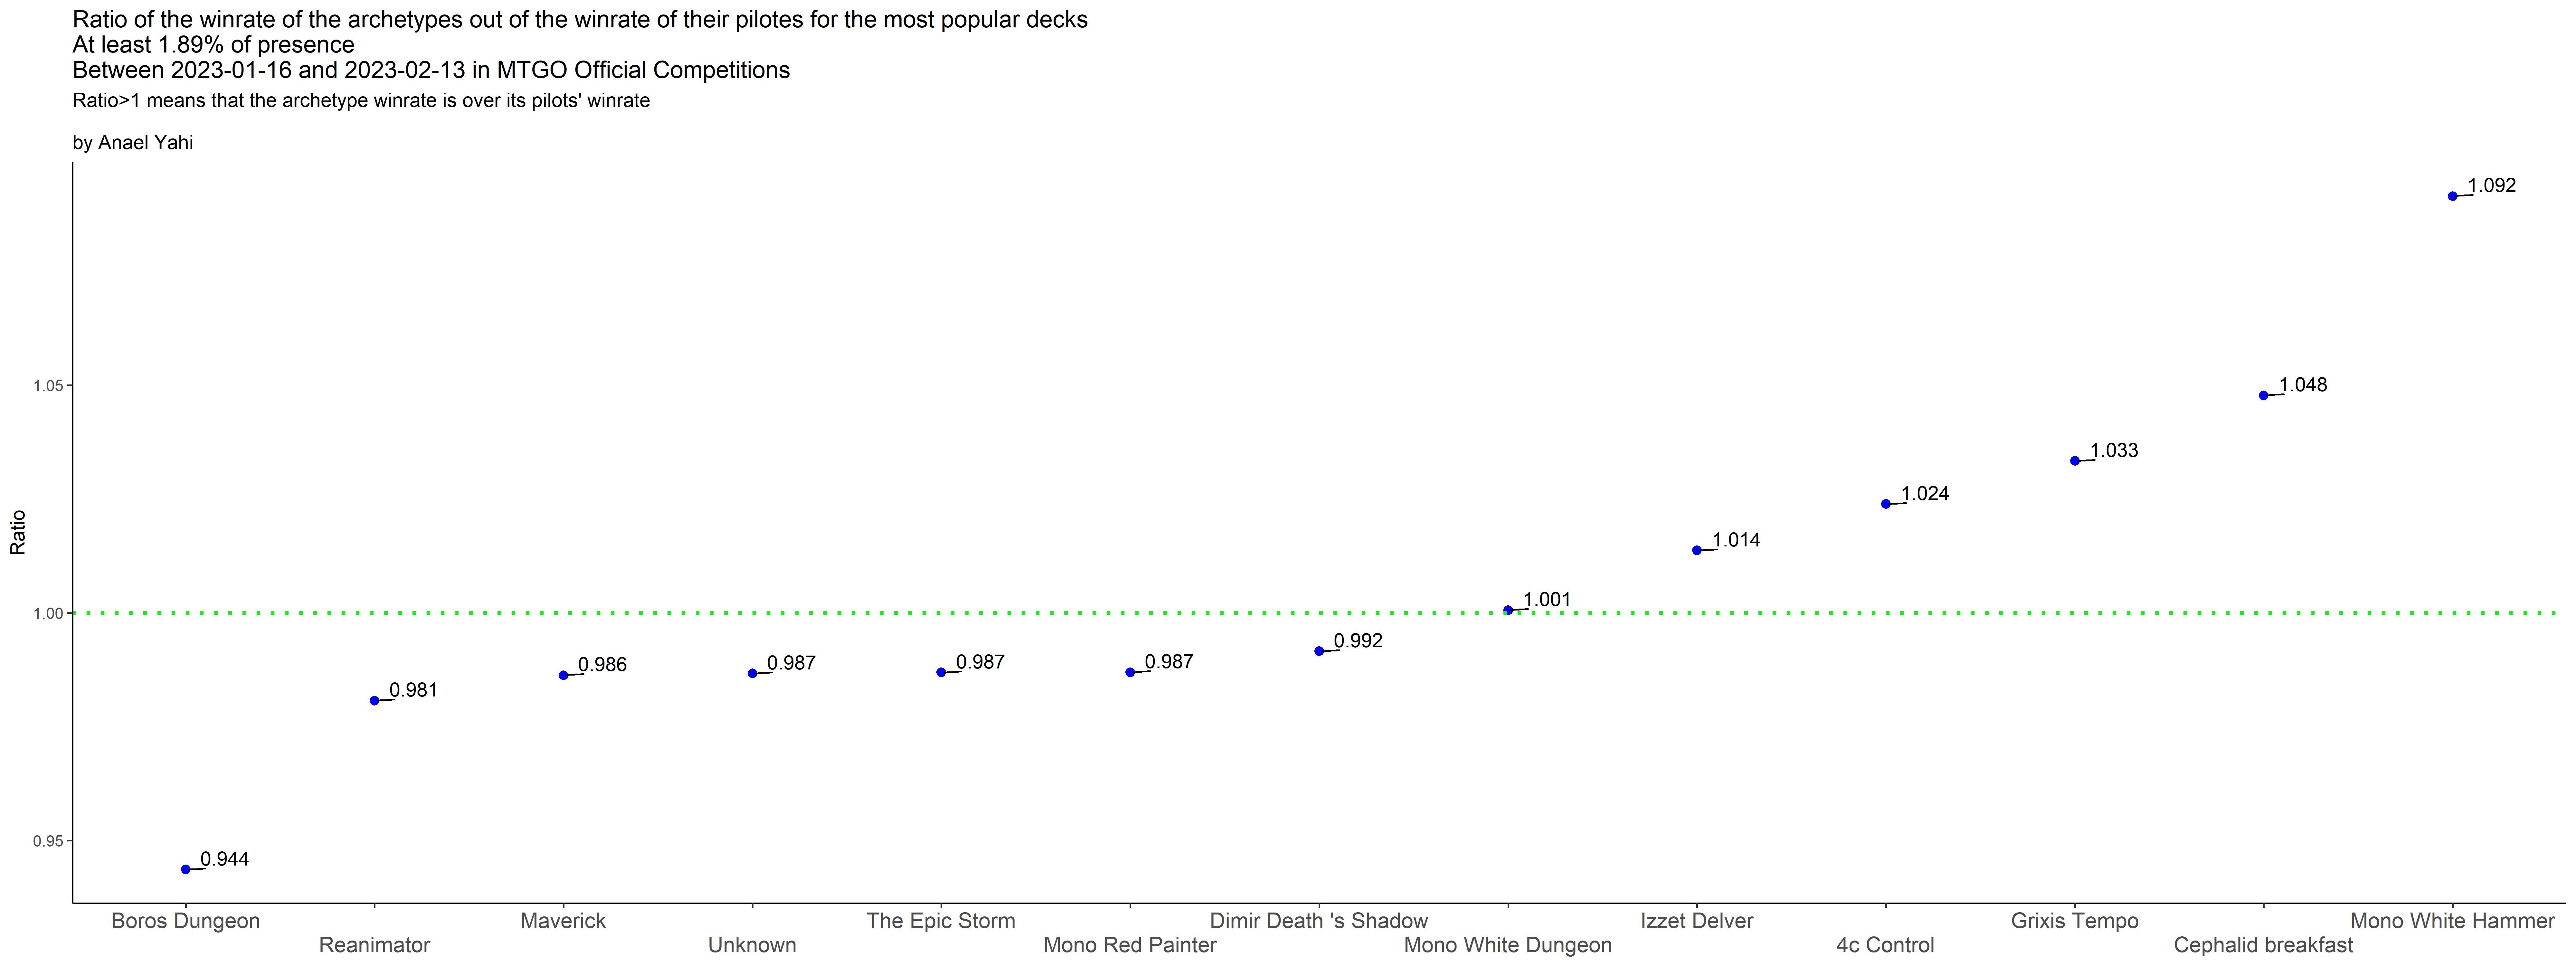 Ratio of the winrate of the archetypes out of the winrate of their pilotes for the most popular decks
At least 1.89% of presence
Between 2023-01-16 and 2023-02-13 in MTGO Official Competitions
Ratio>1 means that the archetype winrate is over its pilots' winrate
by Anael Yahi
1.092
1.05
1.048
1.033
1.024
Ratio
1.014
1.001
1.00
0.992
0.986
0.987
0.987
0.987
0.981
0.95
0.944
Boros Dungeon
Reanimator
Maverick
Unknown
The Epic Storm
Mono Red Painter
Dimir Death 's Shadow
Mono White Dungeon
Izzet Delver
4c Control
Grixis Tempo
Cephalid breakfast
Mono White Hammer